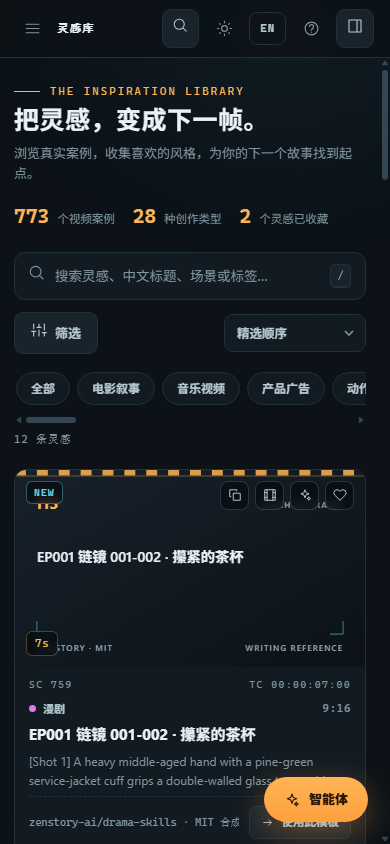 灵感库
EN
THE INSPIRATION LIBRARY
把灵感，变成下一帧。
浏览真实案例，收集喜欢的风格，为你的下一个故事找到起点。
773 个视频案例 28 种创作类型 2 个灵感已收藏
搜索灵感、中文标题、场景或标签... /
筛选 精选顺序
全部 电影叙事 音乐视频 产品广告
12 条灵感
NEW
EP001 链镜 001-002 · 攥紧的茶杯
7s STORY · MIT WRITING REFERENCE
SC 759 TC 00:00:07:00
漫剧 9:16
EP001 链镜 001-002 · 攥紧的茶杯
[Shot 1] A heavy middle-aged hand with a pine-green
service-jacket cuff grips a double-walled glass
智能体
zenstory-ai/drama-skills · MIT 合成 → 使用此模板